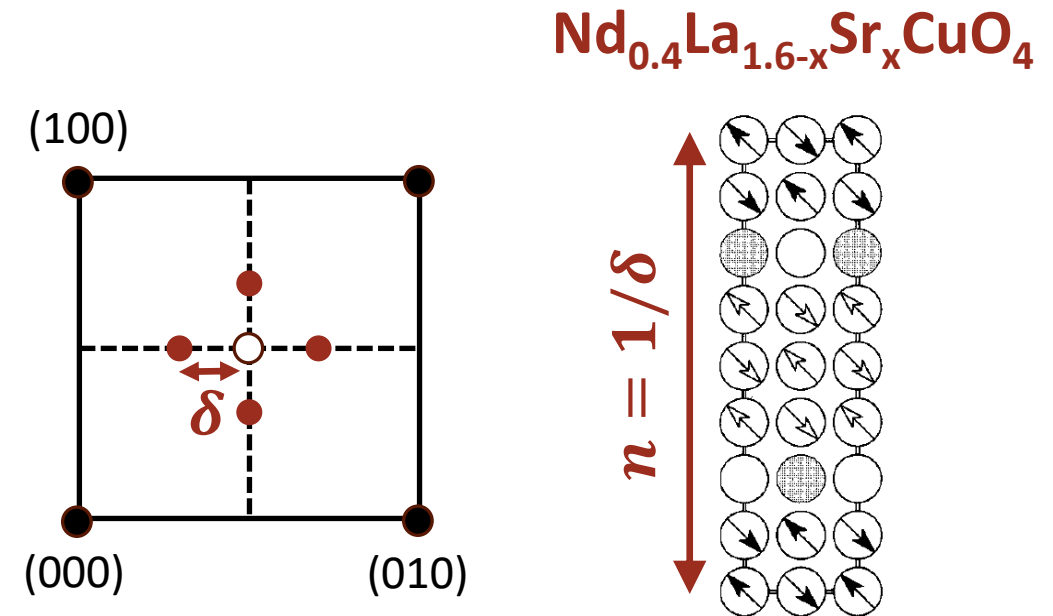 Nd₀.₄La₁.₆₋ₓSrₓCuO₄
(100)
δ
(000)
(010)
n = 1/δ